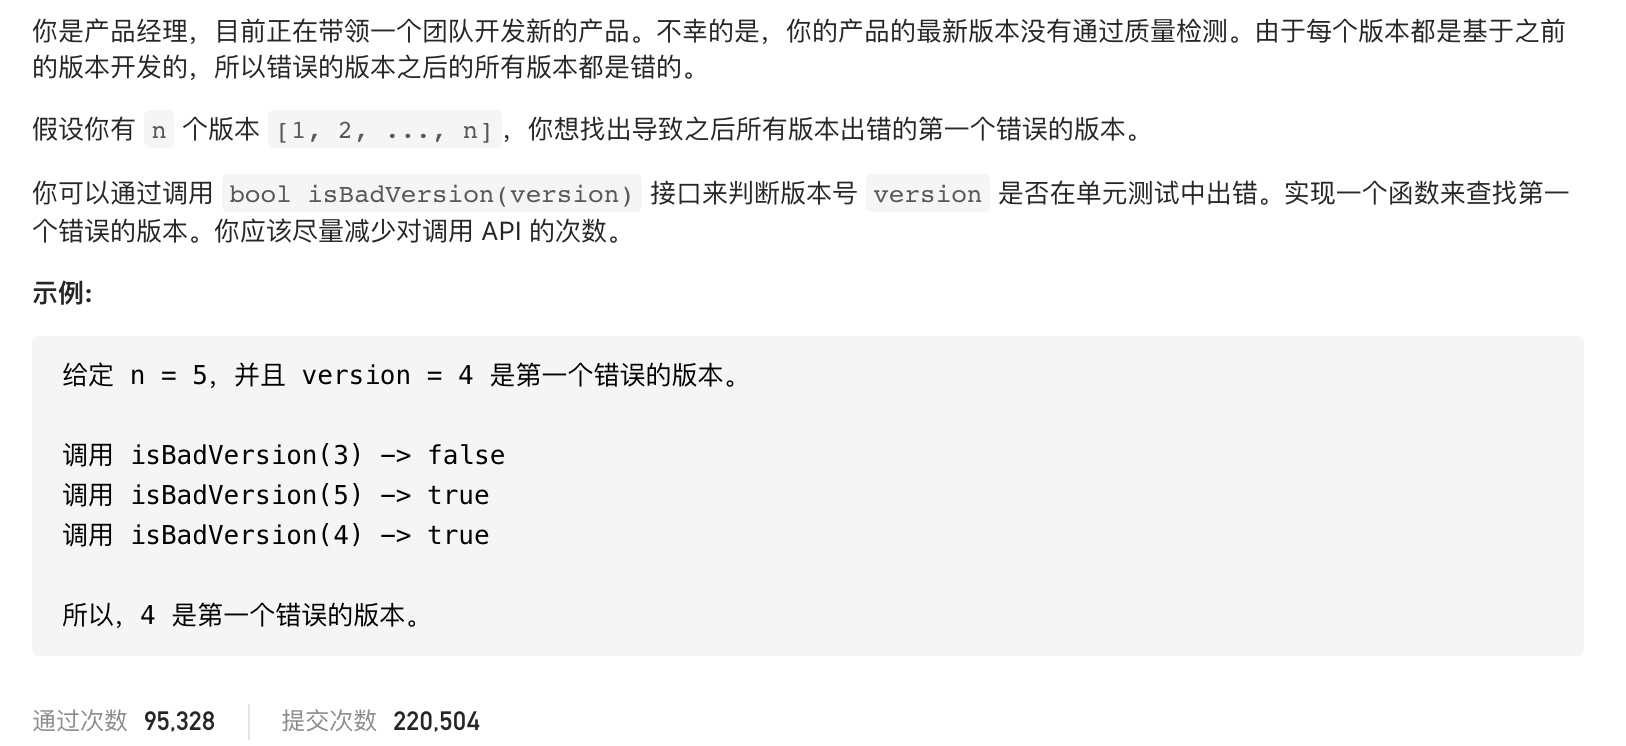 你是产品经理，目前正在带领一个团队开发新的产品。不幸的是，你的产品的最新版本没有通过质量检测。由于每个版本都是基于之前
的版本开发的，所以错误的版本之后的所有版本都是错的。
假设你有 n 个版本 [1, 2, ..., n]，你想找出导致之后所有版本出错的第一个错误的版本。
你可以通过调用 bool isBadVersion(version) 接口来判断版本号 version 是否在单元测试中出错。实现一个函数来查找第一
个错误的版本。你应该尽量减少对调用 API 的次数。
示例:
给定 n = 5，并且 version = 4 是第一个错误的版本。
调用 isBadVersion(3) -> false
调用 isBadVersion(5) -> true
调用 isBadVersion(4) -> true
所以，4 是第一个错误的版本。
通过次数 95,328 提交次数 220,504